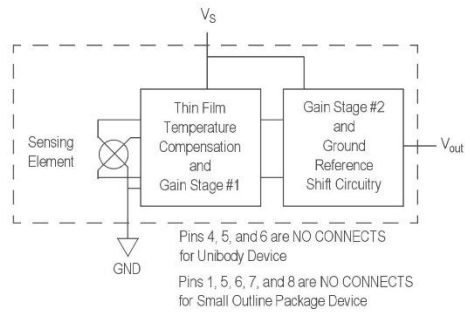 V_S
Thin Film
Temperature
Compensation
and
Gain Stage #1
Gain Stage #2
and
Ground
Reference
Shift Circuitry
Sensing
Element
V_out
GND
Pins 4, 5, and 6 are NO CONNECTS
for Unibody Device
Pins 1, 5, 6, 7, and 8 are NO CONNECTS
for Small Outline Package Device